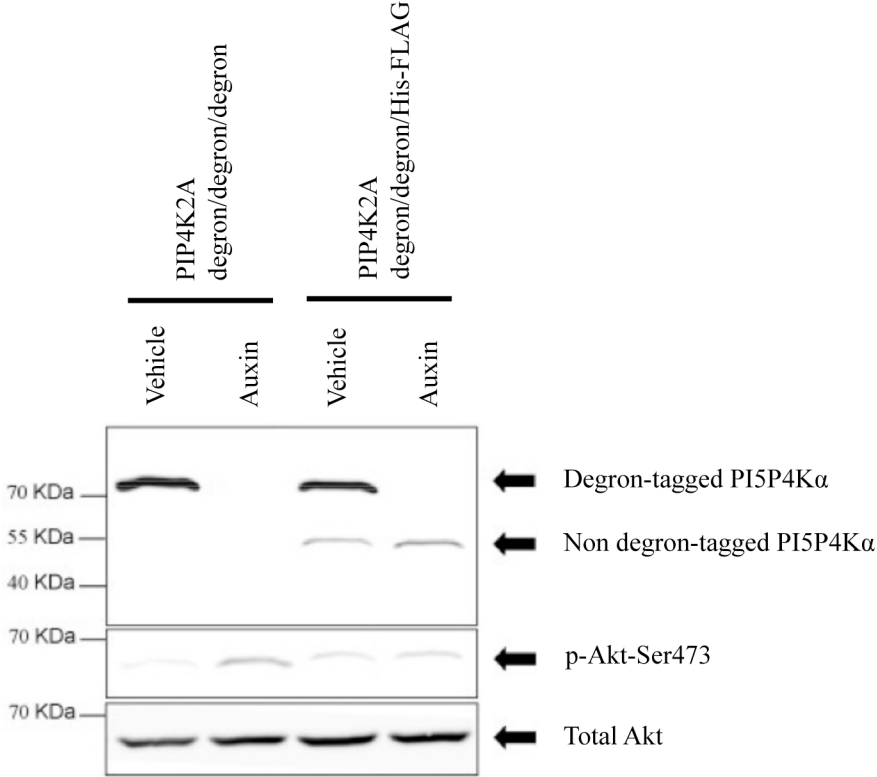 PIP4K2A
degron/degron/degron
PIP4K2A
degron/degron/His-FLAG
Vehicle
Auxin
Vehicle
Auxin
70 KDa
55 KDa
40 KDa
Degron-tagged PI5P4Kα
Non degron-tagged PI5P4Kα
70 KDa
p-Akt-Ser473
70 KDa
Total Akt